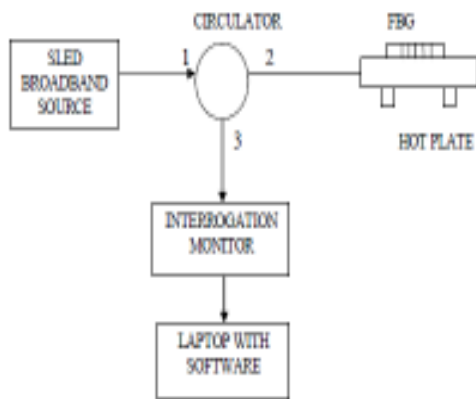 CIRCULATOR
FBG
SLED
BROADBAND
SOURCE
1
2
3
HOT PLATE
INTERROGATION
MONITOR
LAPTOP WITH
SOFTWARE